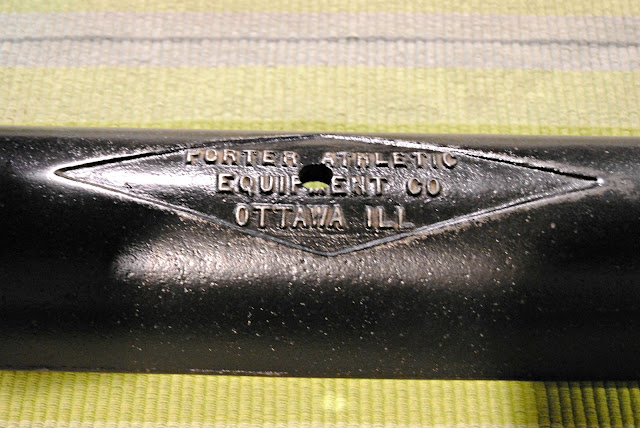 PORTER ATHLETIC
EQUIPMENT CO
OTTAWA ILL